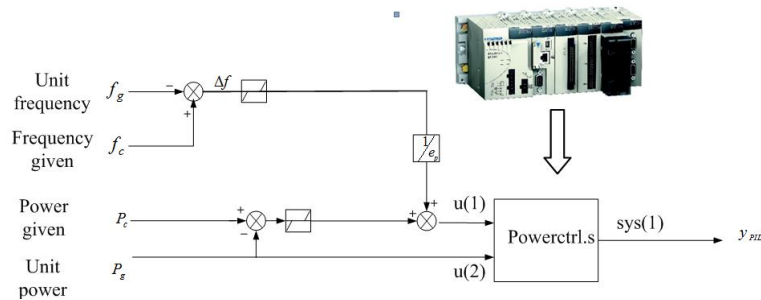 Unit
frequency
f_g
Δf
Frequency
given
f_c
1/e_p
Power
given
P_c
u(1)
Powerctrl.s
sys(1)
y_PID
Unit
power
P_g
u(2)